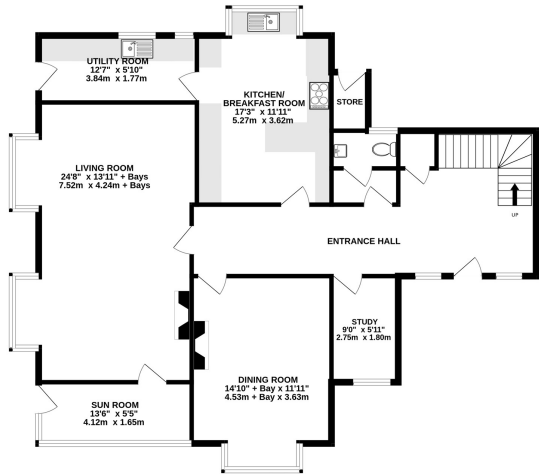 UTILITY ROOM
12'7" x 5'10"
3.84m x 1.77m
KITCHEN/
BREAKFAST ROOM
17'3" x 11'11"
5.27m x 3.62m
STORE
LIVING ROOM
24'8" x 13'11" + Bays
7.52m x 4.24m + Bays
UP
ENTRANCE HALL
STUDY
9'0" x 5'11"
2.75m x 1.80m
DINING ROOM
14'10" + Bay x 11'11"
4.53m + Bay x 3.63m
SUN ROOM
13'6" x 5'5"
4.12m x 1.65m